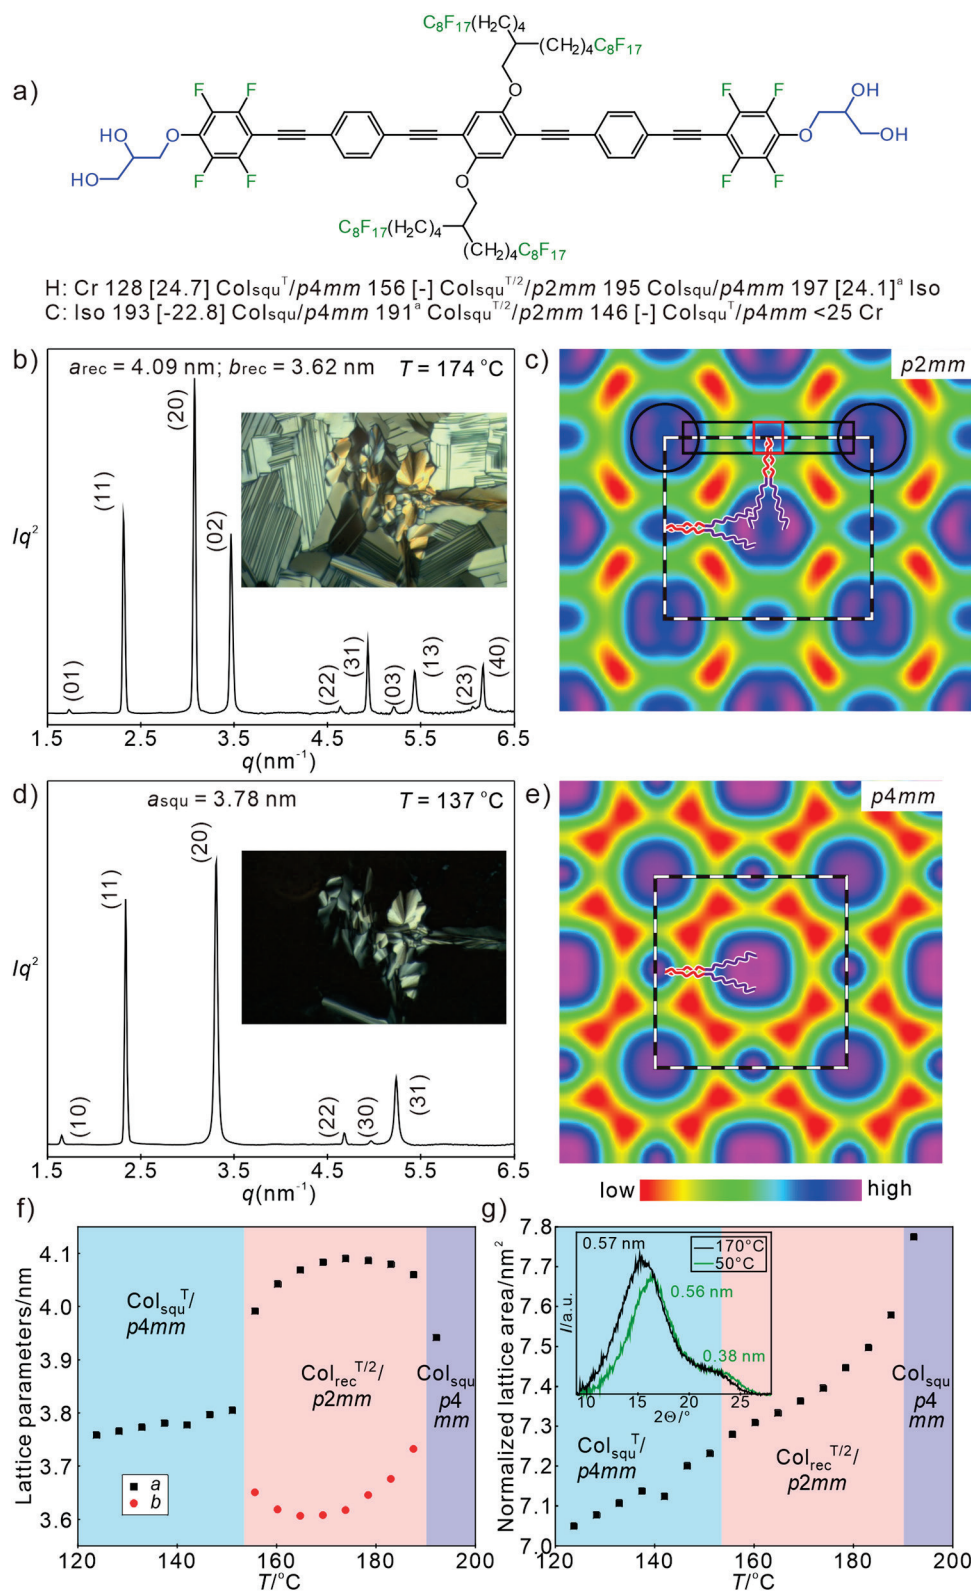 a)
C8F17(H2C)4
(CH2)4C8F17
O
F F
F F
OH
HO
O
HO
F F
O
OH
OH
F F
F F
O
C8F17(H2C)4
(CH2)4C8F17
H: Cr 128 [24.7] Colsqu^T/p4mm 156 [-] Colsqu^T/2/p2mm 195 Colsqu/p4mm 197 [24.1]^a Iso
C: Iso 193 [-22.8] Colsqu/p4mm 191^a Colsqu^T/2/p2mm 146 [-] Colsqu^T/p4mm <25 Cr
b)
arec = 4.09 nm; brec = 3.62 nm T = 174 °C
(01)
(11)
(20)
(02)
(22)
(31)
(03)
(13)
(23)
(40)
Iq²
1.5 2.5 3.5 4.5 5.5 6.5
q(nm⁻¹)
c)
p2mm
d)
asqu = 3.78 nm T = 137 °C
(10)
(11)
(20)
(22)
(30)
(31)
Iq²
1.5 2.5 3.5 4.5 5.5 6.5
q(nm⁻¹)
e)
p4mm
low high
f)
Lattice parameters/nm
4.1
4.0
3.9
3.8
3.7
3.6
Colsqu^T/
p4mm
Colrec^T/2/
p2mm
Colsqu
p4
mm
a
b
120 140 160 180 200
T/°C
g)
Normalized lattice area/nm²
7.8
7.7
7.6
7.5
7.4
7.3
7.2
7.1
7.0
0.57 nm
170°C
50°C
0.56 nm
0.38 nm
I/a.u.
10 15 20 25
2Θ/°
Colsqu^T/
p4mm
Colrec^T/2/
p2mm
Colsqu
p4
mm
120 140 160 180 200
T/°C